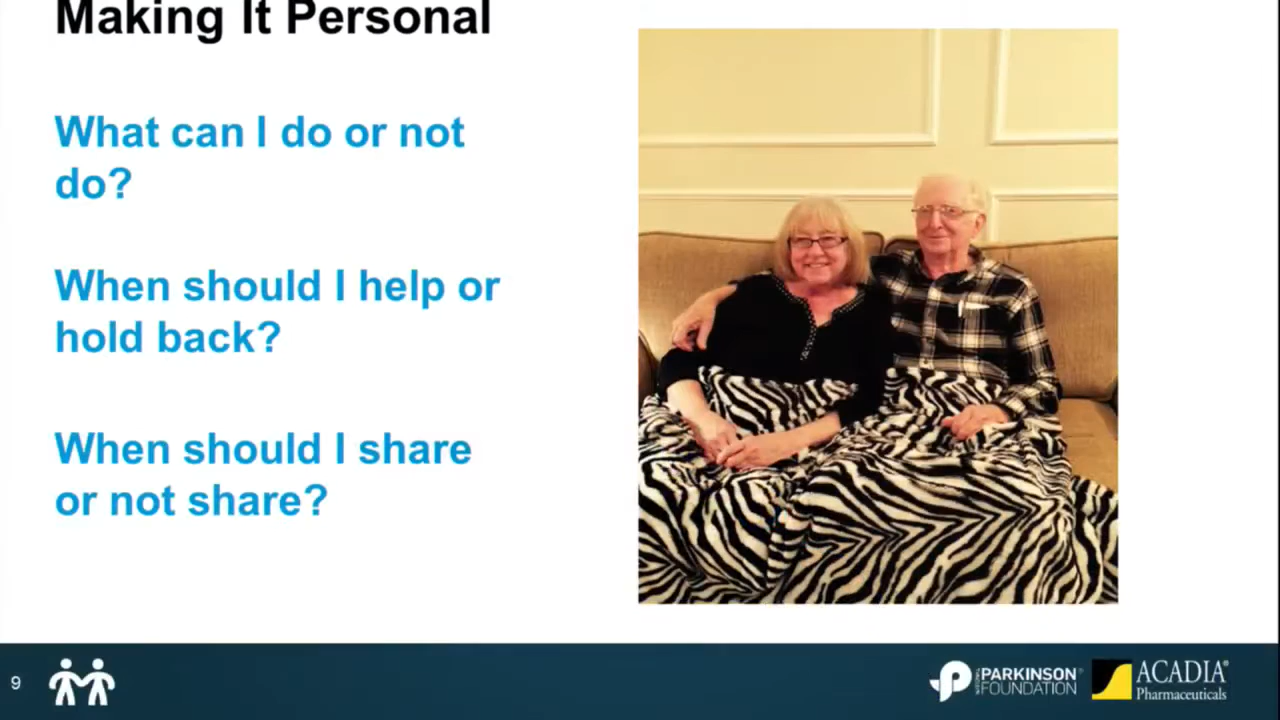 Making It Personal
What can I do or not
do?
When should I help or
hold back?
When should I share
or not share?
9
NATIONAL
PARKINSON
FOUNDATION
ACADIA
Pharmaceuticals